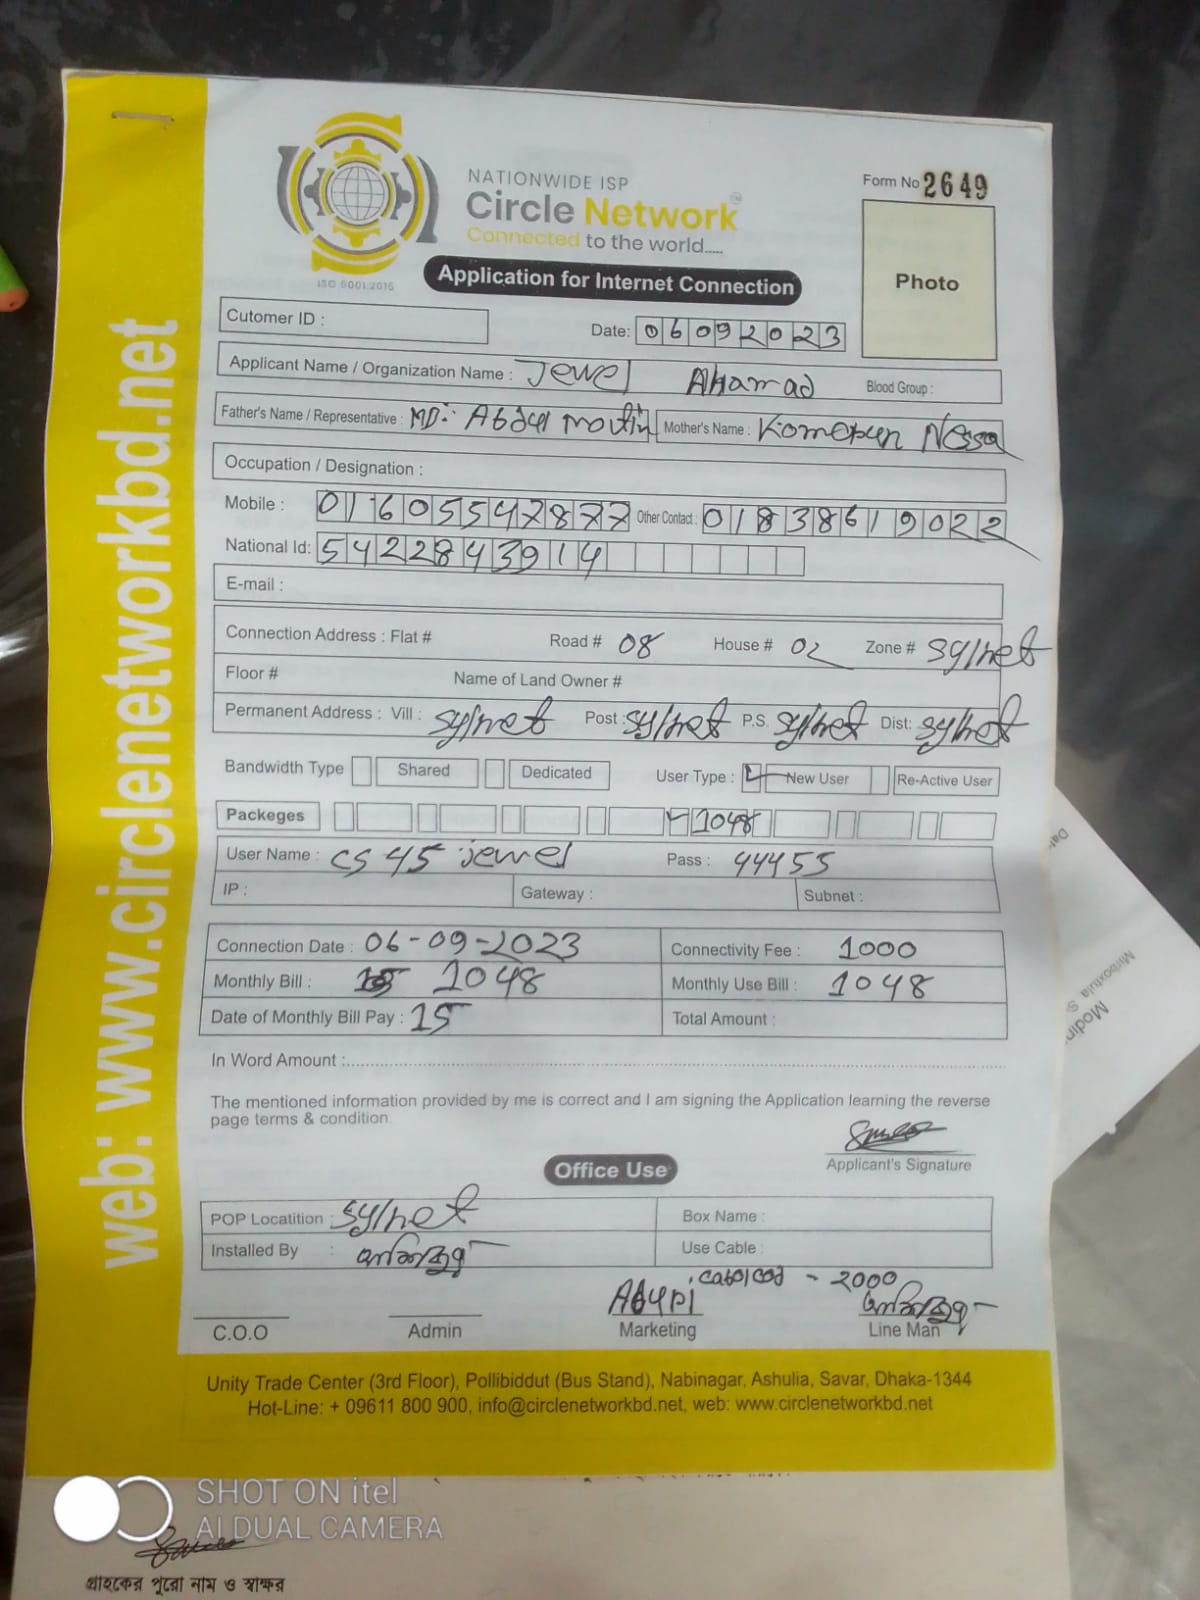 NATIONWIDE ISP
Circle Network™
Connected to the world.....
ISO 9001:2015
Form No 2649
Photo
Application for Internet Connection
Cutomer ID :
Date: 06092023
Applicant Name / Organization Name : Jewel Ahamad Blood Group :
Father's Name / Representative : MD: Abdul motin Mother's Name : Komerun Nessa
Occupation / Designation :
Mobile : 01605547877 Other Contact : 01838619022
National Id: 5422843914
E-mail :
Connection Address : Flat # Road # 08 House # 02 Zone # Sylhet
Floor # Name of Land Owner #
Permanent Address : Vill : Sylhet Post : Sylhet P.S. Sylhet Dist: Sylhet
Bandwidth Type Shared Dedicated User Type : New User Re-Active User
Packeges 1048
User Name : CS 45 jewel Pass : 44455
IP : Gateway : Subnet :
Connection Date : 06-09-2023 Connectivity Fee : 1000
Monthly Bill : 1048 Monthly Use Bill : 1048
Date of Monthly Bill Pay : 15 Total Amount :
In Word Amount :
The mentioned information provided by me is correct and I am signing the Application learning the reverse
page terms & condition.
Applicant's Signature
Office Use
POP Locatition : Sylhet Box Name :
Installed By : Use Cable :
- 2000
C.O.O Admin Marketing Line Man
Unity Trade Center (3rd Floor), Pollibiddut (Bus Stand), Nabinagar, Ashulia, Savar, Dhaka-1344
Hot-Line: + 09611 800 900, info@circlenetworkbd.net, web: www.circlenetworkbd.net
web: www.circlenetworkbd.net
Mirboxtula
SHOT ON itel
AI DUAL CAMERA
গ্রাহকের পুরো নাম ও স্বাক্ষর